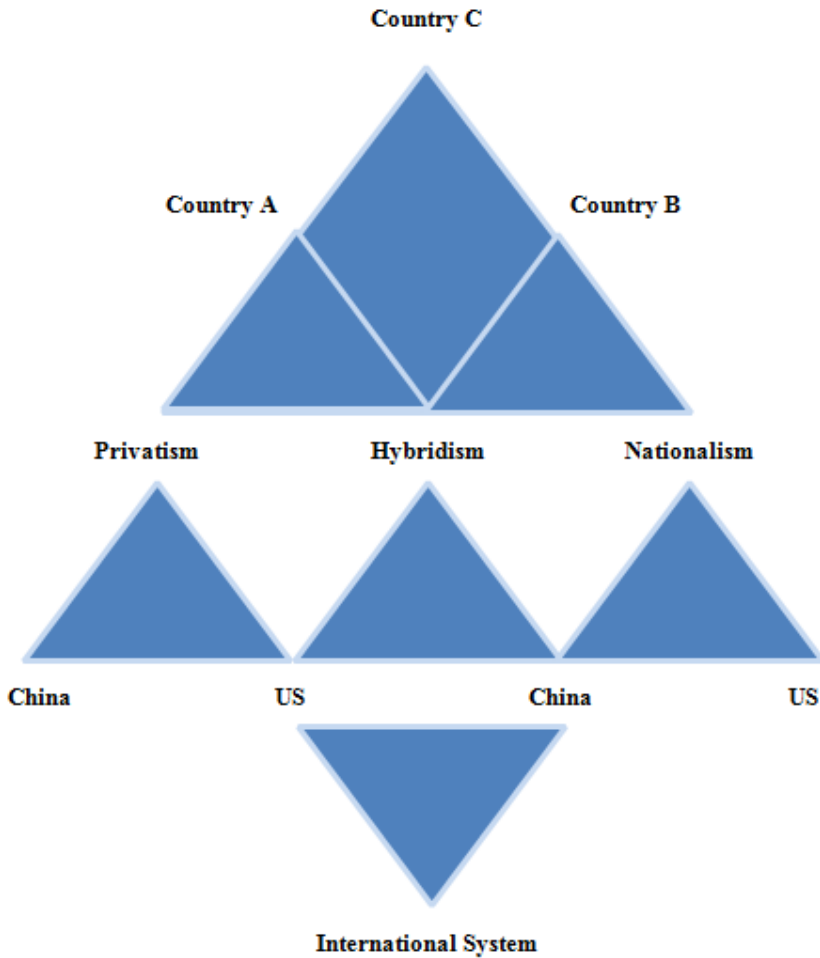 Country C
Country A Country B
Privatism Hybridism Nationalism
China US China US
International System